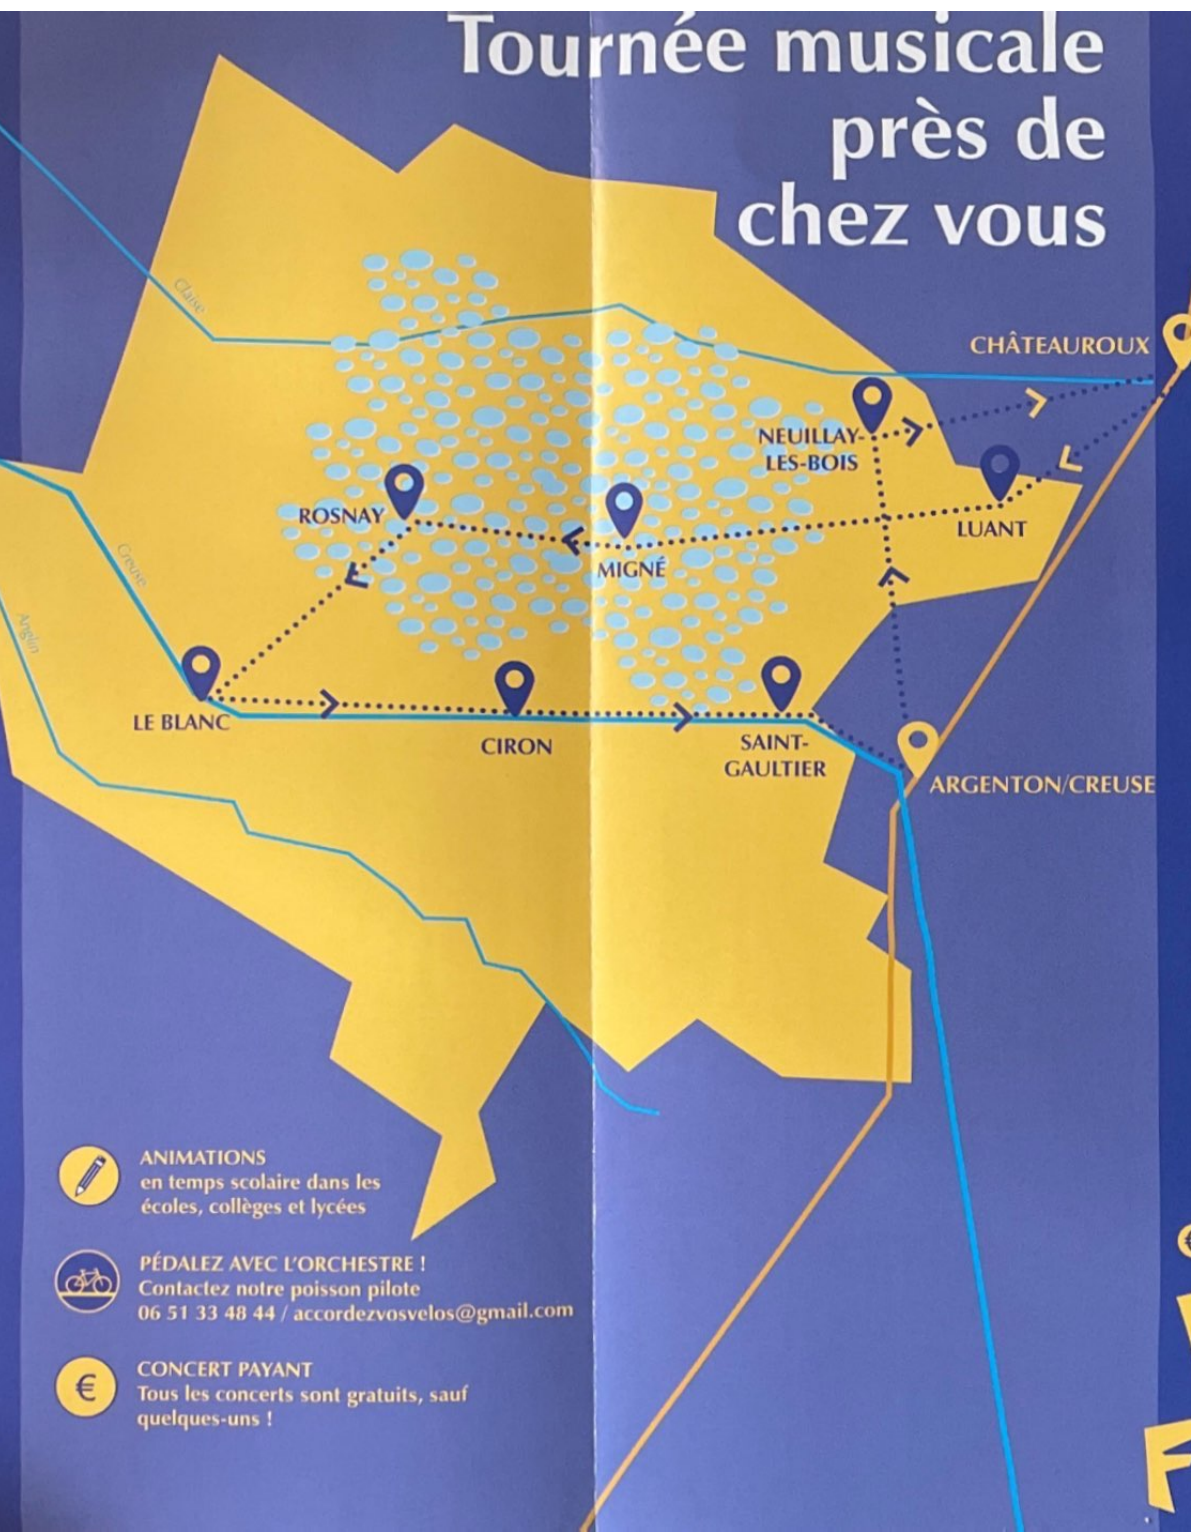 Tournée musicale
près de
chez vous
Claise
CHÂTEAUROUX
NEUILLAY-
LES-BOIS
ROSNAY
LUANT
MIGNÉ
Creuse
Anglin
LE BLANC
CIRON
SAINT-
GAULTIER
ARGENTON/CREUSE
ANIMATIONS
en temps scolaire dans les
écoles, collèges et lycées
PÉDALEZ AVEC L'ORCHESTRE !
Contactez notre poisson pilote
06 51 33 48 44 / accordezvosvelos@gmail.com
€
CONCERT PAYANT
Tous les concerts sont gratuits, sauf
quelques-uns !